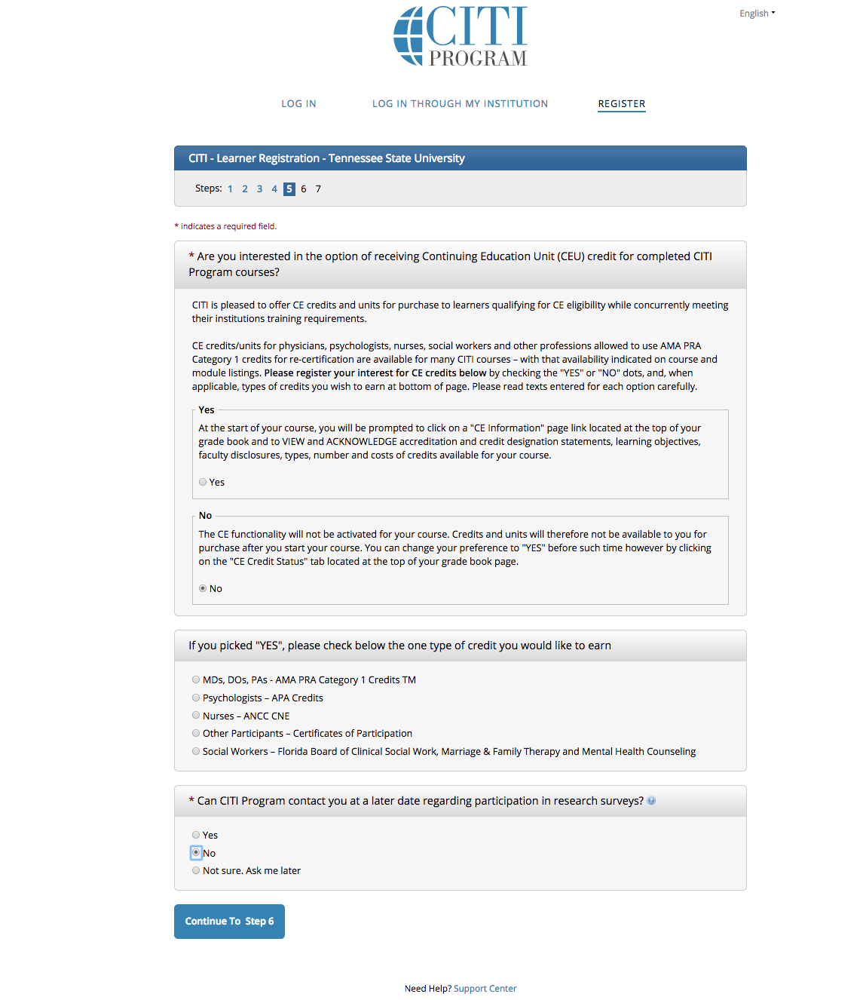 CITI
PROGRAM
English
LOG IN
LOG IN THROUGH MY INSTITUTION
REGISTER
CITI - Learner Registration - Tennessee State University
Steps: 1 2 3 4 5 6 7
* indicates a required field.
* Are you interested in the option of receiving Continuing Education Unit (CEU) credit for completed CITI
Program courses?
CITI is pleased to offer CE credits and units for purchase to learners qualifying for CE eligibility while concurrently meeting
their institutions training requirements.
CE credits/units for physicians, psychologists, nurses, social workers and other professions allowed to use AMA PRA
Category 1 credits for re-certification are available for many CITI courses – with that availability indicated on course and
module listings. Please register your interest for CE credits below by checking the "YES" or "NO" dots, and, when
applicable, types of credits you wish to earn at bottom of page. Please read texts entered for each option carefully.
Yes
At the start of your course, you will be prompted to click on a "CE Information" page link located at the top of your
grade book and to VIEW and ACKNOWLEDGE accreditation and credit designation statements, learning objectives,
faculty disclosures, types, number and costs of credits available for your course.
Yes
No
The CE functionality will not be activated for your course. Credits and units will therefore not be available to you for
purchase after you start your course. You can change your preference to "YES" before such time however by clicking
on the "CE Credit Status" tab located at the top of your grade book page.
No
If you picked "YES", please check below the one type of credit you would like to earn
MDs, DOs, PAs - AMA PRA Category 1 Credits TM
Psychologists – APA Credits
Nurses – ANCC CNE
Other Participants – Certificates of Participation
Social Workers – Florida Board of Clinical Social Work, Marriage & Family Therapy and Mental Health Counseling
* Can CITI Program contact you at a later date regarding participation in research surveys? ?
Yes
No
Not sure. Ask me later
Continue To Step 6
Need Help? Support Center